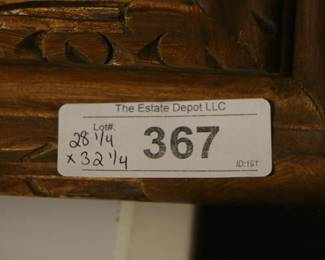 The Estate Depot LLC
Lot#:
367
28 1/4
x 32 1/4
ID:161